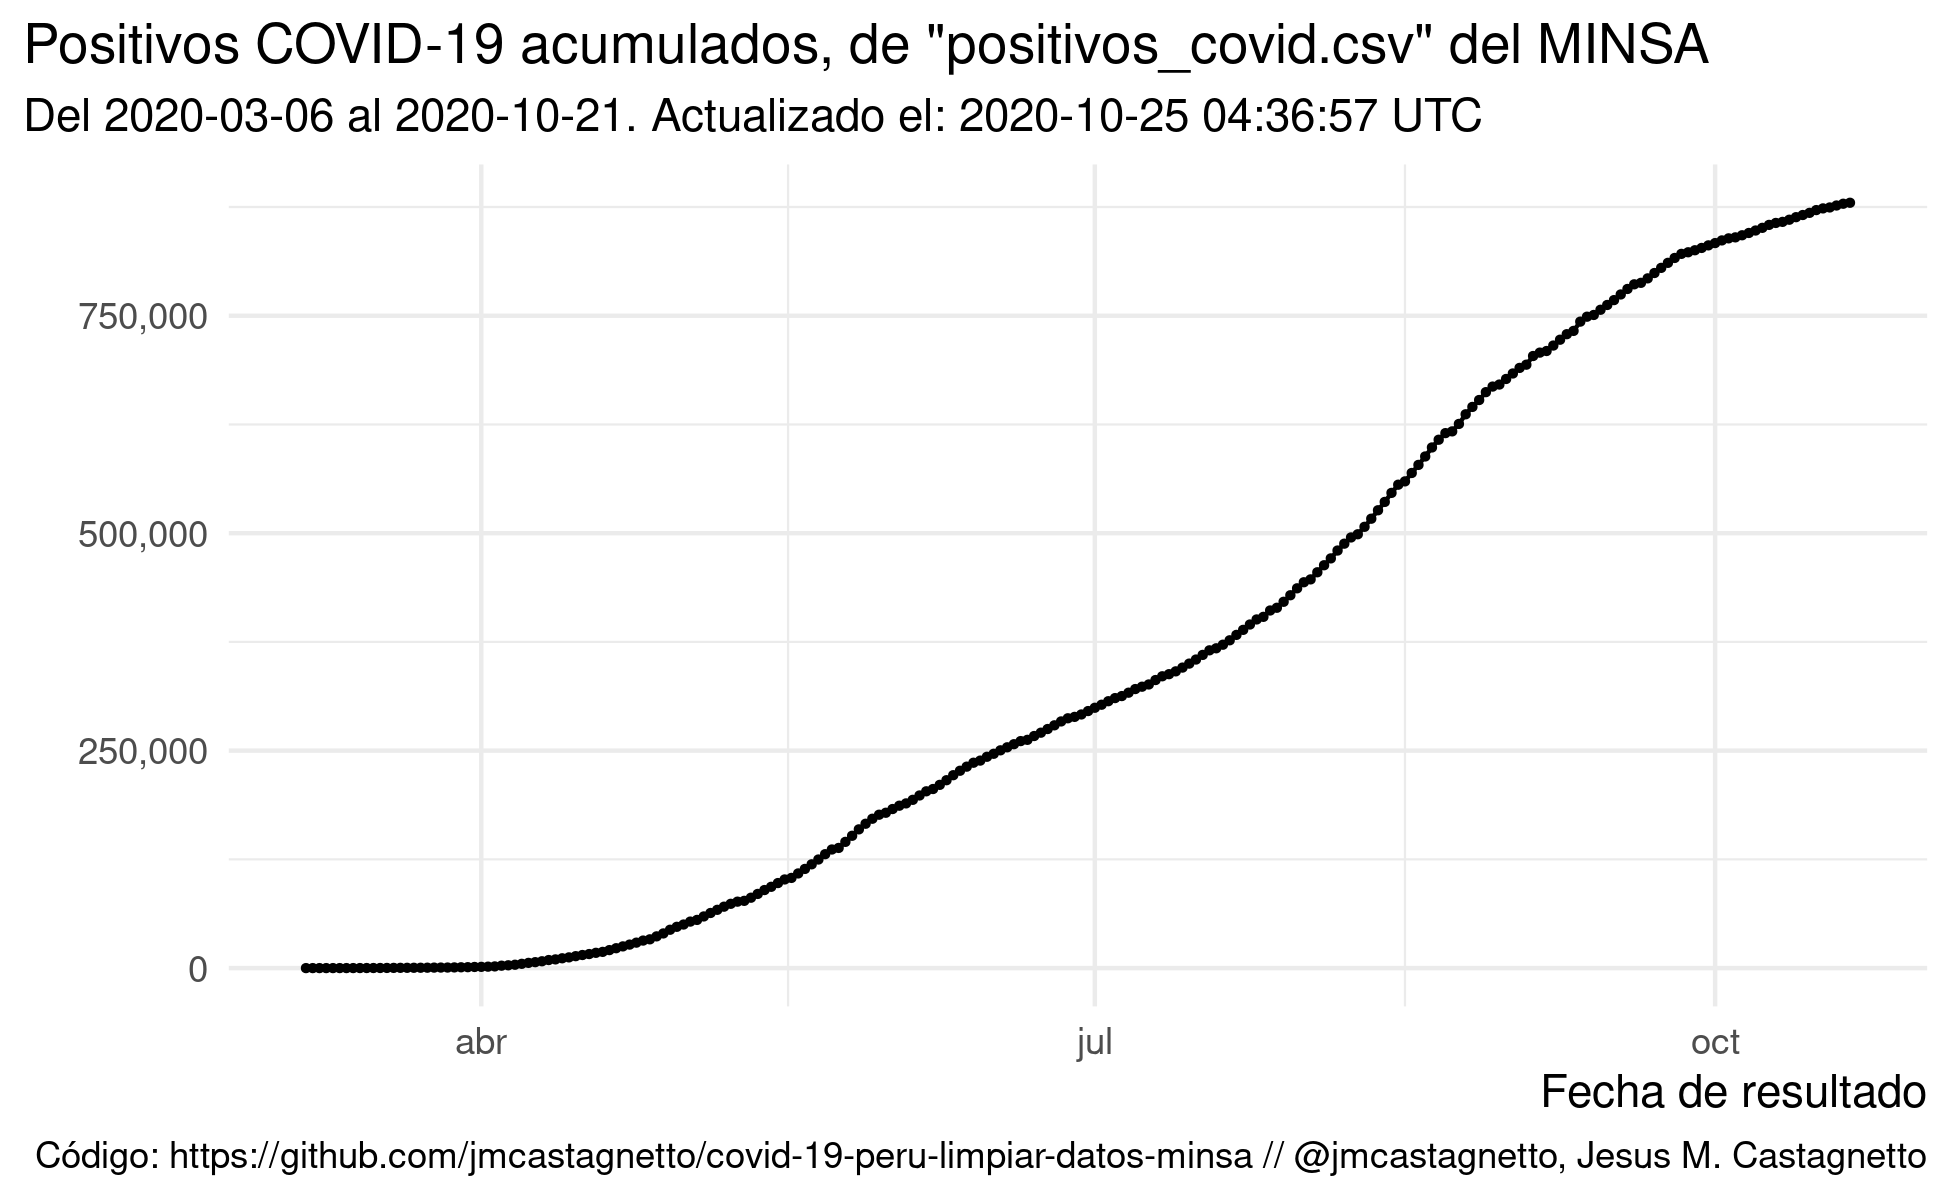 Positivos COVID-19 acumulados, de "positivos_covid.csv" del MINSA
Del 2020-03-06 al 2020-10-21. Actualizado el: 2020-10-25 04:36:57 UTC
750,000
500,000
250,000
0
abr
jul
oct
Fecha de resultado
Código: https://github.com/jmcastagnetto/covid-19-peru-limpiar-datos-minsa // @jmcastagnetto, Jesus M. Castagnetto